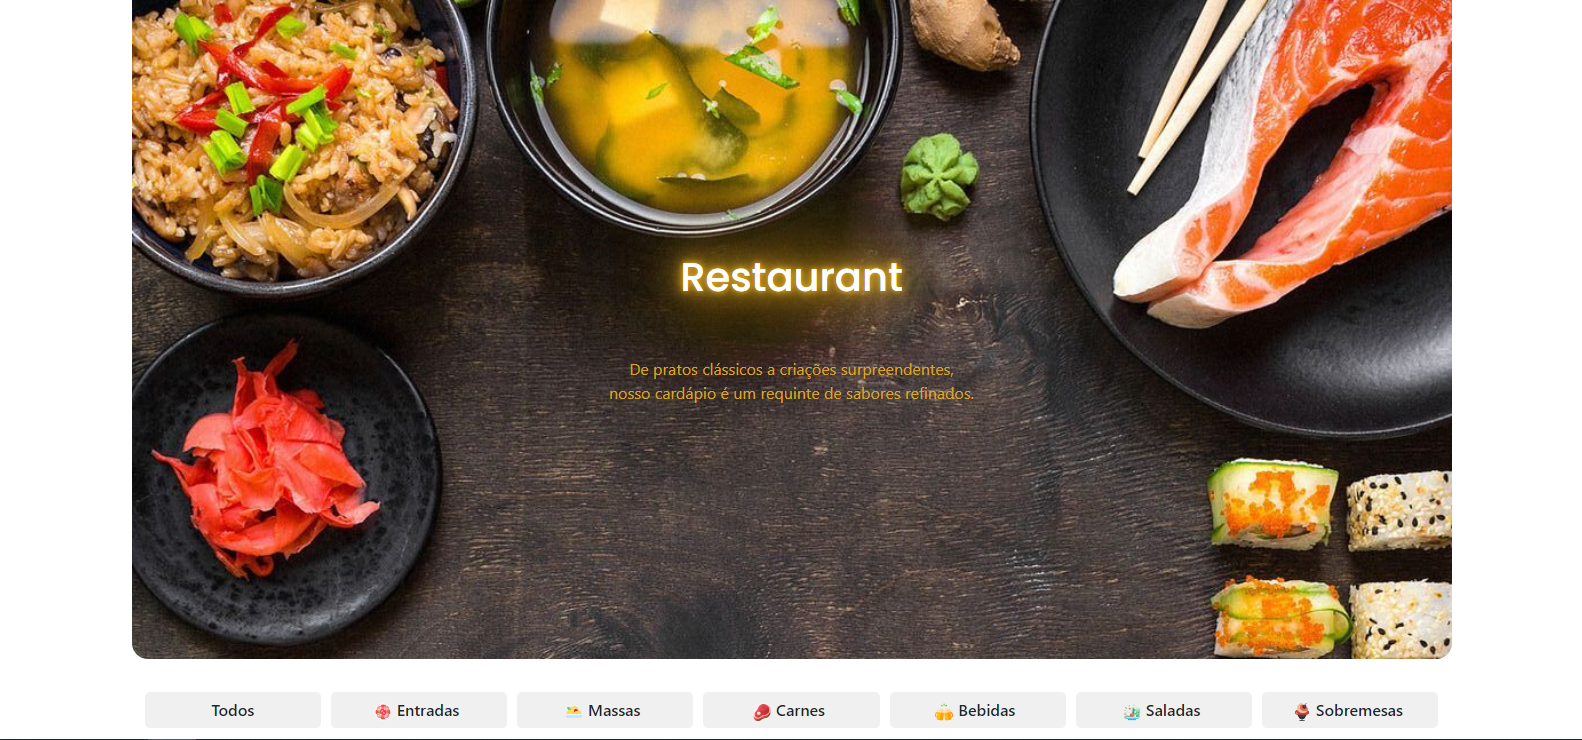 Restaurant
De pratos clássicos a criações surpreendentes,
nosso cardápio é um requinte de sabores refinados.
Todos
Entradas
Massas
Carnes
Bebidas
Saladas
Sobremesas